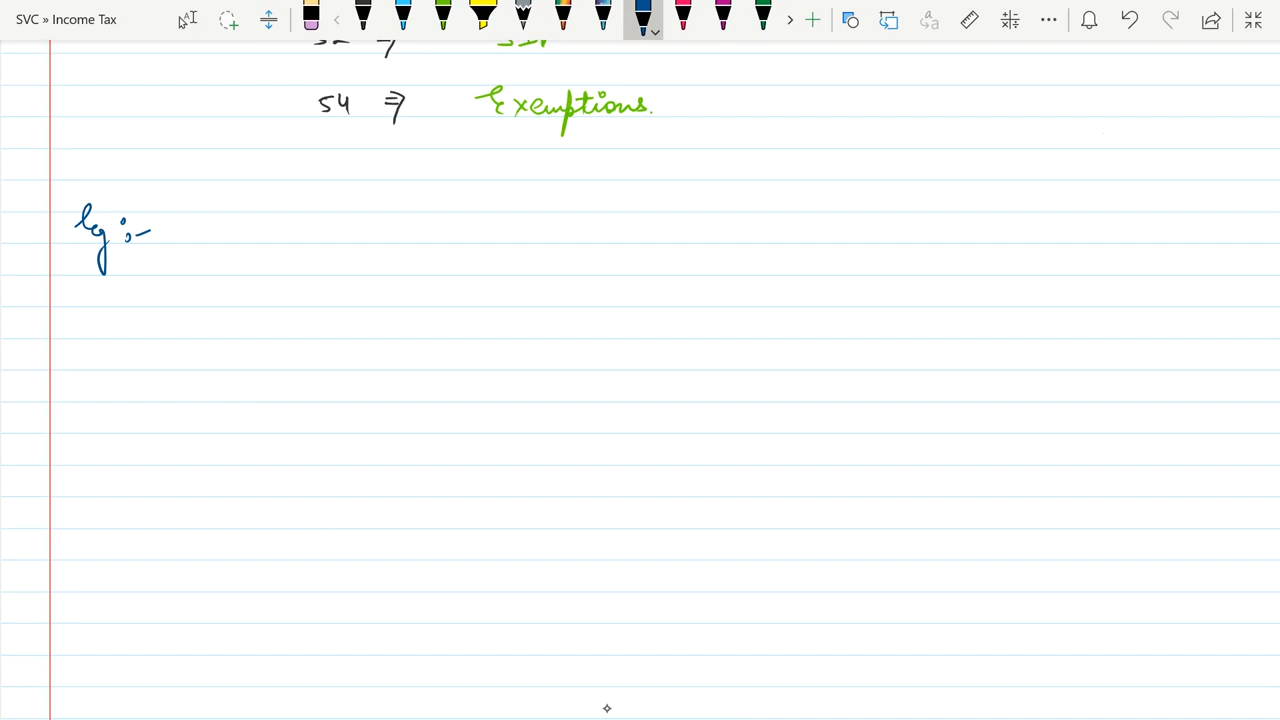 SVC » Income Tax
54 ⇒ Exemptions.
Eg :-